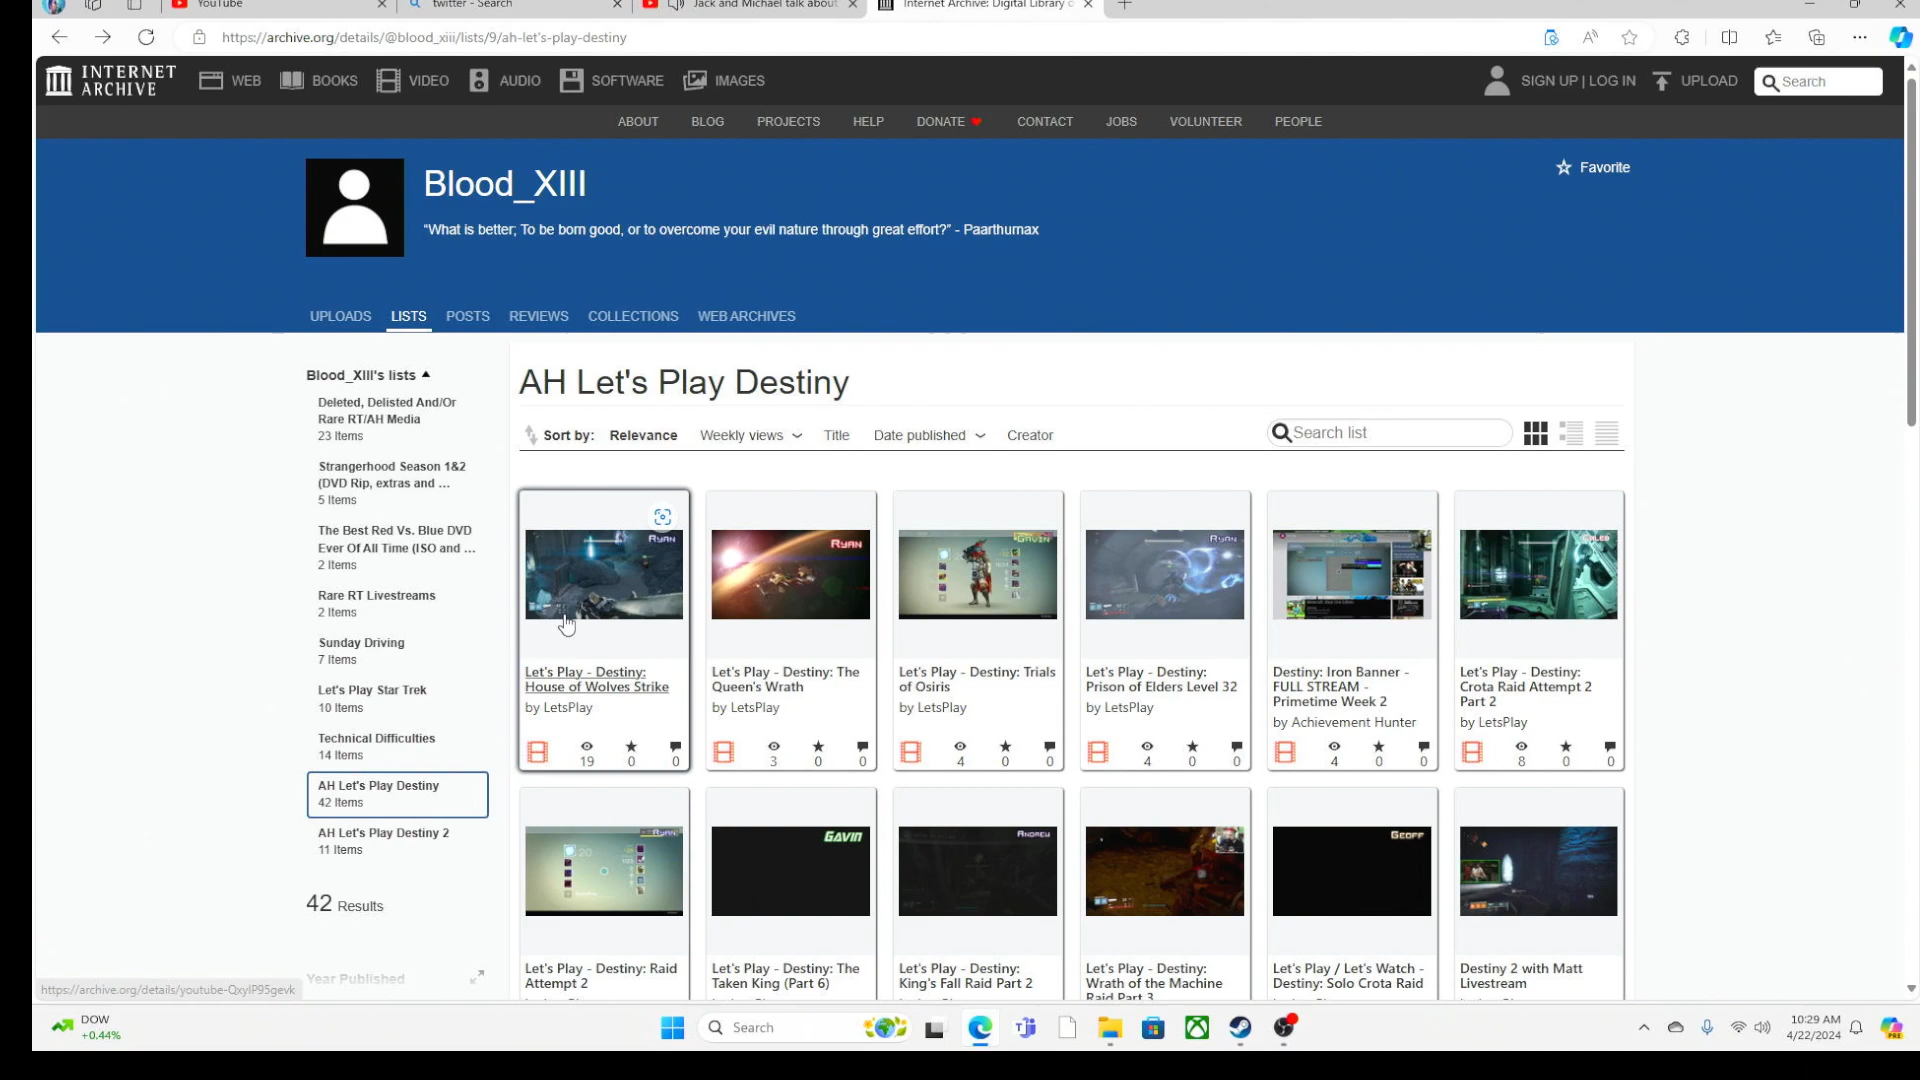 YouTube
twitter - Search
Jack and Michael talk about
Internet Archive: Digital Library o
https://archive.org/details/@blood_xiii/lists/9/ah-let's-play-destiny
INTERNET ARCHIVE
WEB BOOKS VIDEO AUDIO SOFTWARE IMAGES
SIGN UP | LOG IN UPLOAD Search
ABOUT BLOG PROJECTS HELP DONATE CONTACT JOBS VOLUNTEER PEOPLE
Blood_XIII
Favorite
"What is better; To be born good, or to overcome your evil nature through great effort?" - Paarthurnax
UPLOADS LISTS POSTS REVIEWS COLLECTIONS WEB ARCHIVES
Blood_XIII's lists
Deleted, Delisted And/Or
Rare RT/AH Media
23 Items
Strangerhood Season 1&2
(DVD Rip, extras and ...
5 Items
The Best Red Vs. Blue DVD
Ever Of All Time (ISO and ...
2 Items
Rare RT Livestreams
2 Items
Sunday Driving
7 Items
Let's Play Star Trek
10 Items
Technical Difficulties
14 Items
AH Let's Play Destiny
42 Items
AH Let's Play Destiny 2
11 Items
42 Results
Year Published
AH Let's Play Destiny
Sort by: Relevance Weekly views Title Date published Creator
Search list
RYAN
Let's Play - Destiny:
House of Wolves Strike
by LetsPlay
19 0 0
RYAN
Let's Play - Destiny: The
Queen's Wrath
by LetsPlay
3 0 0
GAVIN
Let's Play - Destiny: Trials
of Osiris
by LetsPlay
4 0 0
RYAN
Let's Play - Destiny:
Prison of Elders Level 32
by LetsPlay
4 0 0
Destiny: Iron Banner -
FULL STREAM -
Primetime Week 2
by Achievement Hunter
4 0 0
CALEB
Let's Play - Destiny:
Crota Raid Attempt 2
Part 2
by LetsPlay
8 0 0
RYAN
Let's Play - Destiny: Raid
Attempt 2
GAVIN
Let's Play - Destiny: The
Taken King (Part 6)
ANDREW
Let's Play - Destiny:
King's Fall Raid Part 2
Let's Play - Destiny:
Wrath of the Machine
Raid Part 3
GEOFF
Let's Play / Let's Watch -
Destiny: Solo Crota Raid
Destiny 2 with Matt
Livestream
https://archive.org/details/youtube-QxylP95gevk
DOW
+0.44%
Search
10:29 AM
4/22/2024